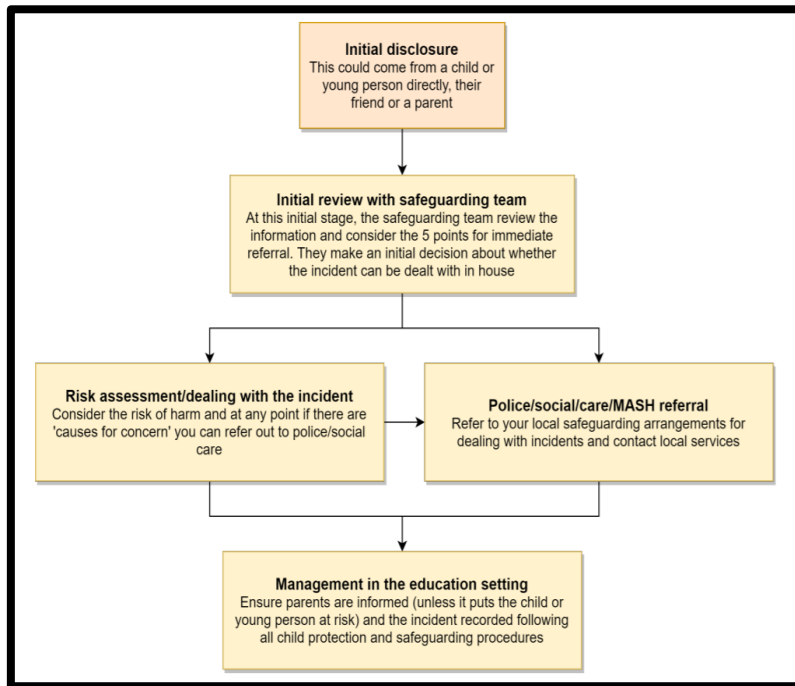 Initial disclosure
This could come from a child or
young person directly, their
friend or a parent
Initial review with safeguarding team
At this initial stage, the safeguarding team review the
information and consider the 5 points for immediate
referral. They make an initial decision about whether
the incident can be dealt with in house
Risk assessment/dealing with the incident
Consider the risk of harm and at any point if there are
'causes for concern' you can refer out to police/social
care
Police/social/care/MASH referral
Refer to your local safeguarding arrangements for
dealing with incidents and contact local services
Management in the education setting
Ensure parents are informed (unless it puts the child or
young person at risk) and the incident recorded following
all child protection and safeguarding procedures